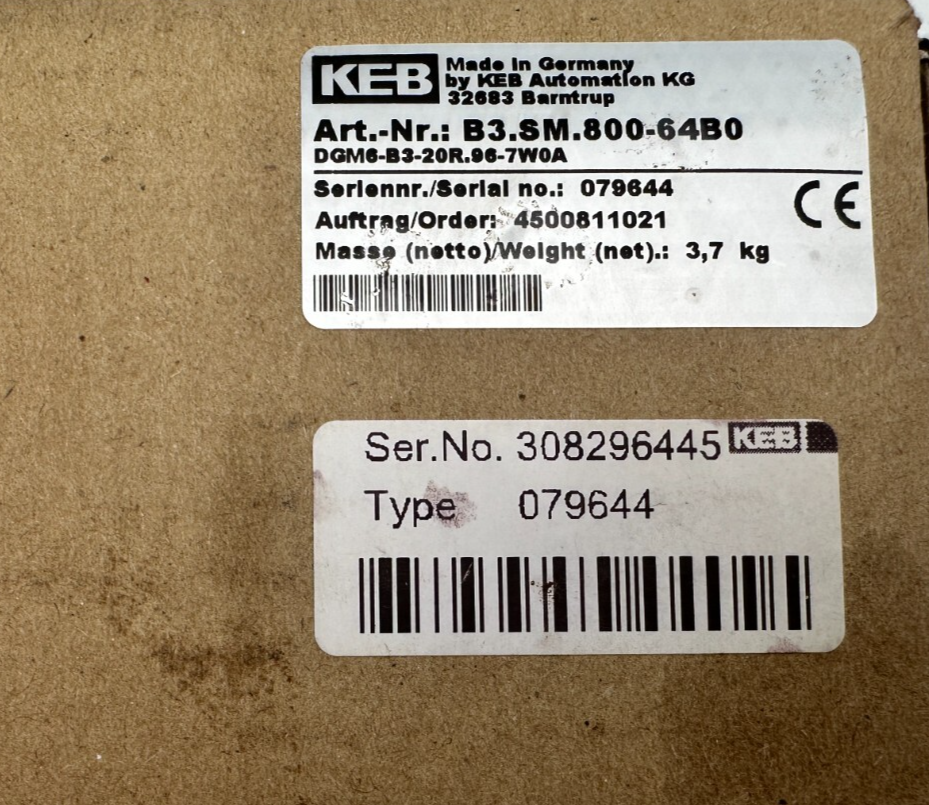 KEB
Made in Germany
by KEB Automation KG
32683 Barntrup
Art.-Nr.: B3.SM.800-64B0
DGM6-B3-20R.96-7W0A
Seriennr./Serial no.: 079644
Auftrag/Order: 4500811021
Masse (netto)/Weight (net).: 3,7 kg
CE
Ser.No. 308296445 KEB
Type 079644